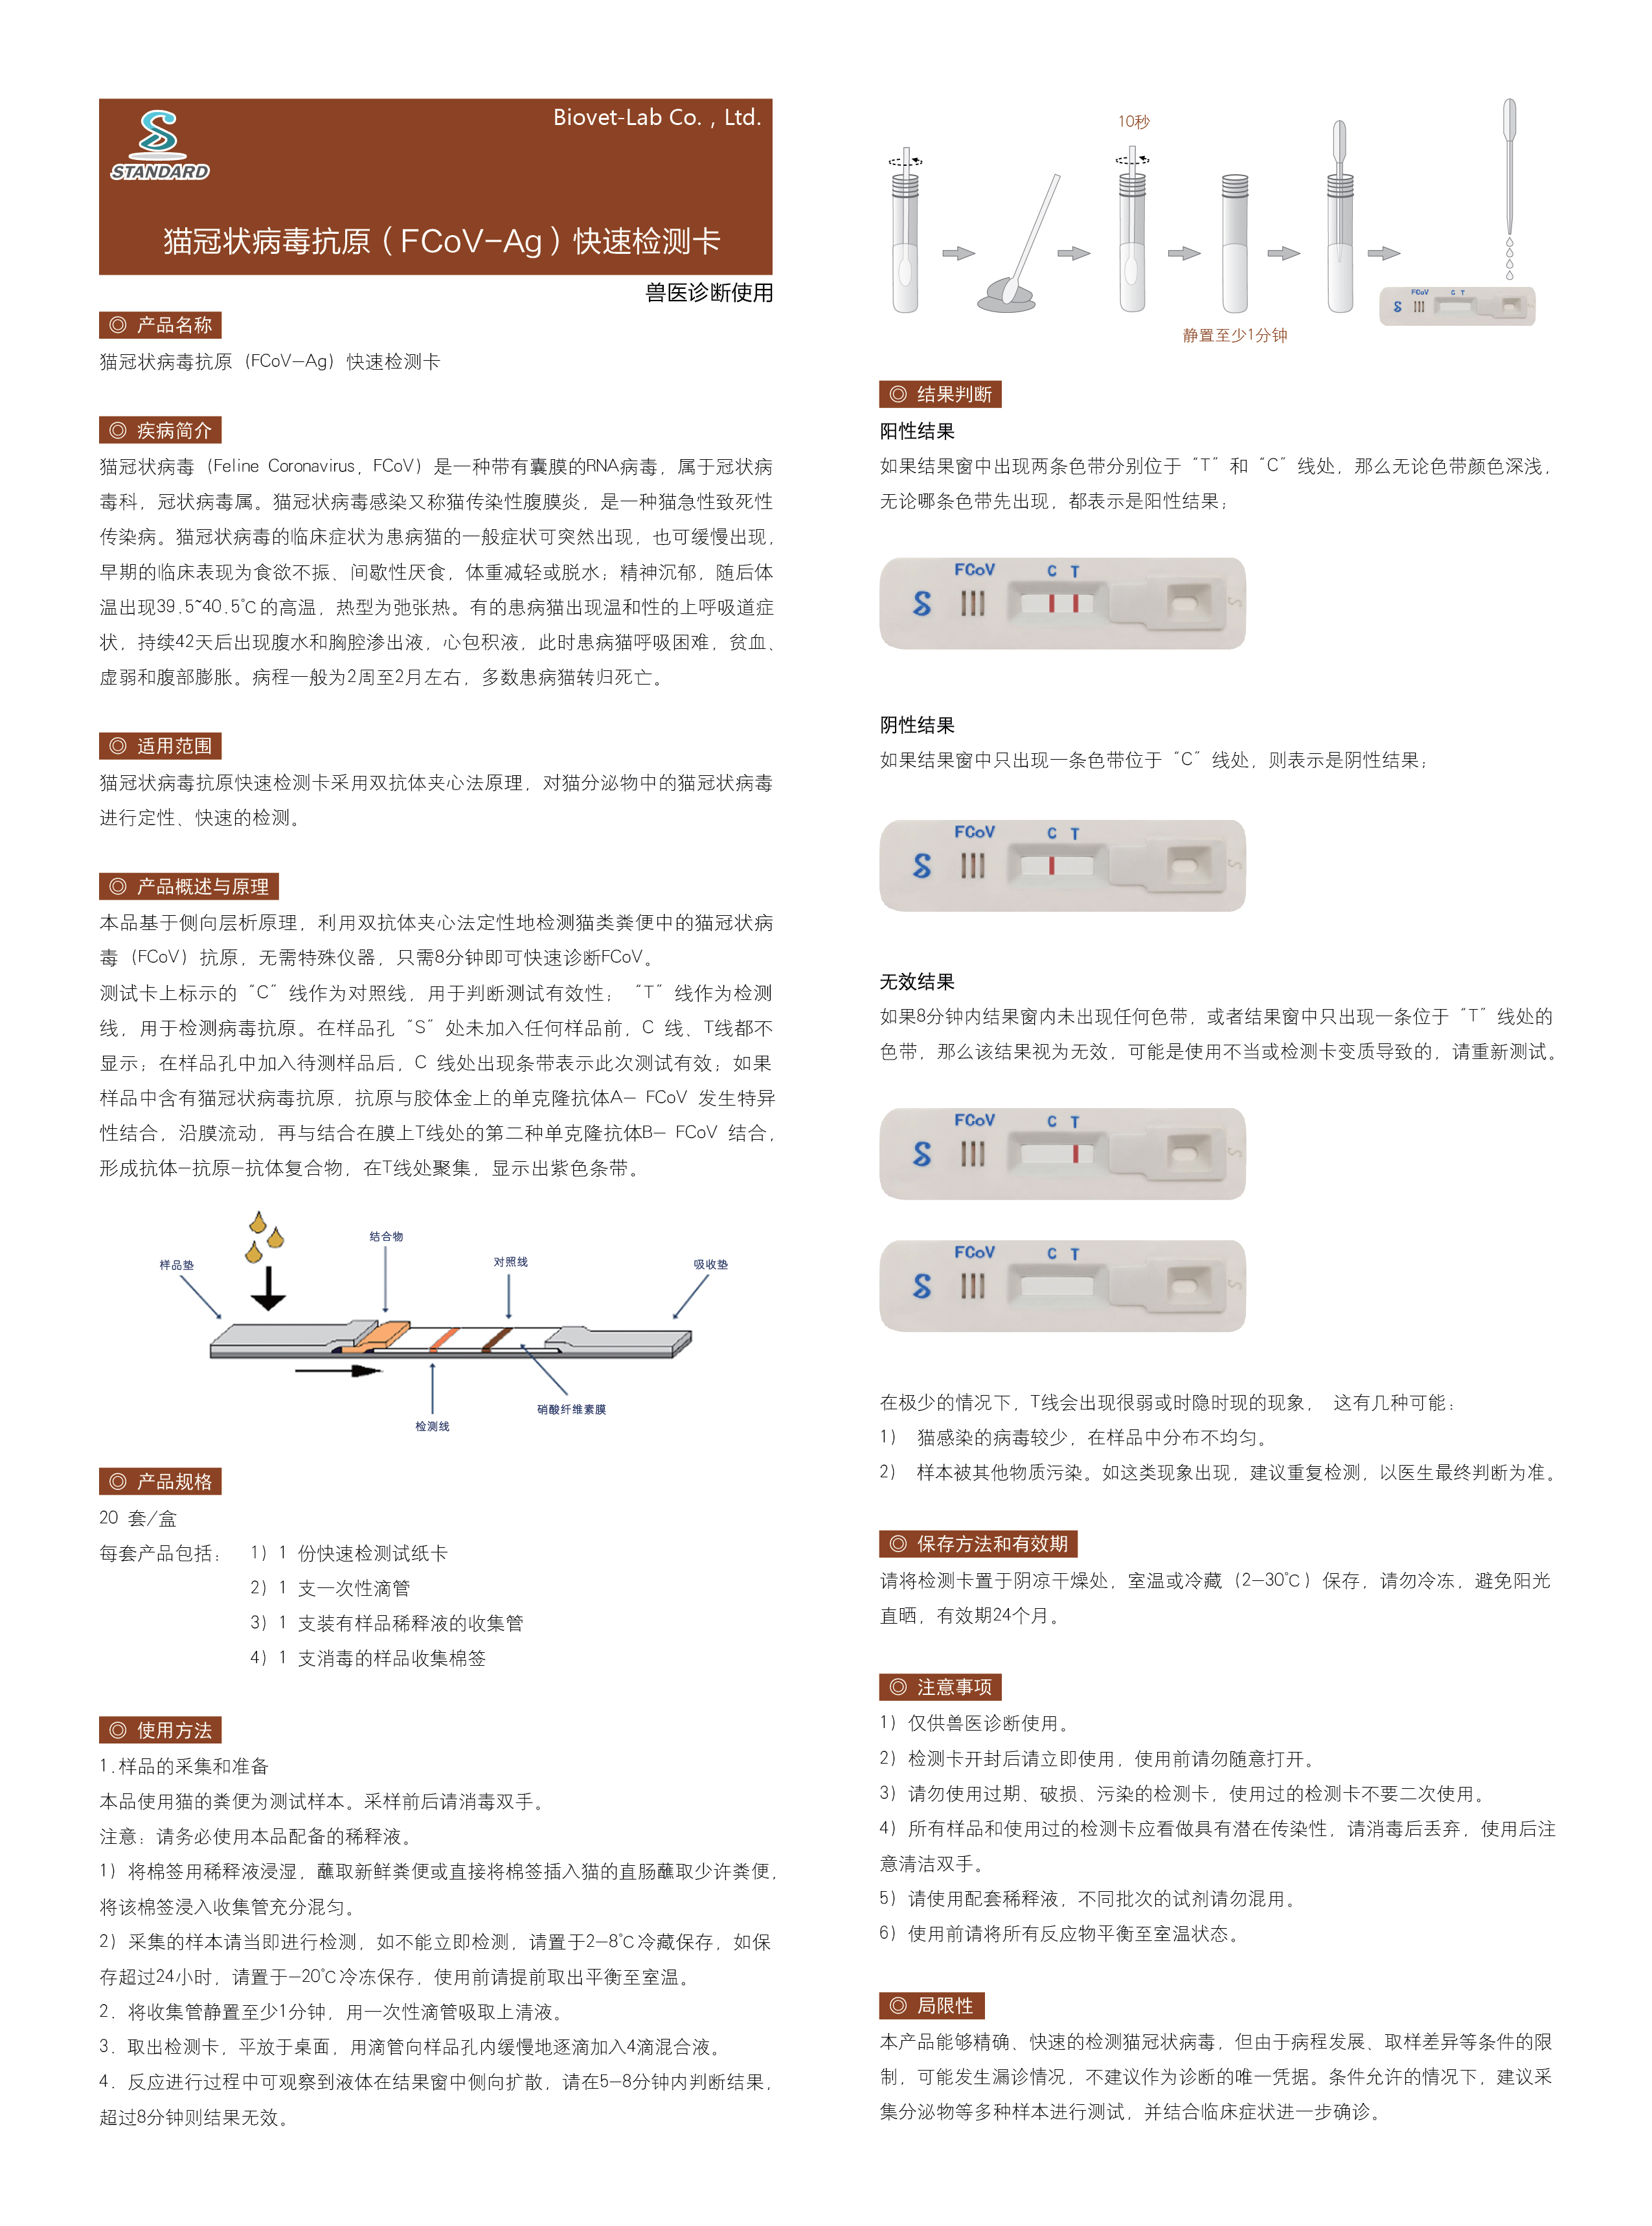 Biovet-Lab Co. , Ltd.
STANDARD
猫冠状病毒抗原（FCoV-Ag）快速检测卡
兽医诊断使用
◎ 产品名称
猫冠状病毒抗原（FCoV-Ag）快速检测卡
◎ 疾病简介
猫冠状病毒（Feline Coronavirus，FCoV）是一种带有囊膜的RNA病毒，属于冠状病
毒科，冠状病毒属。猫冠状病毒感染又称猫传染性腹膜炎，是一种猫急性致死性
传染病。猫冠状病毒的临床症状为患病猫的一般症状可突然出现，也可缓慢出现，
早期的临床表现为食欲不振、间歇性厌食，体重减轻或脱水；精神沉郁，随后体
温出现39.5~40.5℃的高温，热型为弛张热。有的患病猫出现温和性的上呼吸道症
状，持续42天后出现腹水和胸腔渗出液，心包积液，此时患病猫呼吸困难，贫血、
虚弱和腹部膨胀。病程一般为2周至2月左右，多数患病猫转归死亡。
◎ 适用范围
猫冠状病毒抗原快速检测卡采用双抗体夹心法原理，对猫分泌物中的猫冠状病毒
进行定性、快速的检测。
◎ 产品概述与原理
本品基于侧向层析原理，利用双抗体夹心法定性地检测猫类粪便中的猫冠状病
毒（FCoV）抗原，无需特殊仪器，只需8分钟即可快速诊断FCoV。
测试卡上标示的“C”线作为对照线，用于判断测试有效性；“T”线作为检测
线，用于检测病毒抗原。在样品孔“S”处未加入任何样品前，C 线、T线都不
显示；在样品孔中加入待测样品后，C 线处出现条带表示此次测试有效；如果
样品中含有猫冠状病毒抗原，抗原与胶体金上的单克隆抗体A- FCoV 发生特异
性结合，沿膜流动，再与结合在膜上T线处的第二种单克隆抗体B- FCoV 结合，
形成抗体-抗原-抗体复合物，在T线处聚集，显示出紫色条带。
样品垫
结合物
对照线
吸收垫
硝酸纤维素膜
检测线
◎ 产品规格
20 套/盒
每套产品包括： 1）1 份快速检测试纸卡
2）1 支一次性滴管
3）1 支装有样品稀释液的收集管
4）1 支消毒的样品收集棉签
◎ 使用方法
1.样品的采集和准备
本品使用猫的粪便为测试样本。采样前后请消毒双手。
注意：请务必使用本品配备的稀释液。
1）将棉签用稀释液浸湿，蘸取新鲜粪便或直接将棉签插入猫的直肠蘸取少许粪便，
将该棉签浸入收集管充分混匀。
2）采集的样本请当即进行检测，如不能立即检测，请置于2-8℃冷藏保存，如保
存超过24小时，请置于-20℃冷冻保存，使用前请提前取出平衡至室温。
2. 将收集管静置至少1分钟，用一次性滴管吸取上清液。
3. 取出检测卡，平放于桌面，用滴管向样品孔内缓慢地逐滴加入4滴混合液。
4. 反应进行过程中可观察到液体在结果窗中侧向扩散，请在5-8分钟内判断结果，
超过8分钟则结果无效。
10秒
静置至少1分钟
FCoV C T
S
◎ 结果判断
阳性结果
如果结果窗中出现两条色带分别位于“T”和“C”线处，那么无论色带颜色深浅，
无论哪条色带先出现，都表示是阳性结果；
FCoV C T
S S
阴性结果
如果结果窗中只出现一条色带位于“C”线处，则表示是阴性结果；
FCoV C T
S S
无效结果
如果8分钟内结果窗内未出现任何色带，或者结果窗中只出现一条位于“T”线处的
色带，那么该结果视为无效，可能是使用不当或检测卡变质导致的，请重新测试。
FCoV C T
S S
FCoV C T
S S
在极少的情况下，T线会出现很弱或时隐时现的现象， 这有几种可能：
1） 猫感染的病毒较少，在样品中分布不均匀。
2） 样本被其他物质污染。如这类现象出现，建议重复检测，以医生最终判断为准。
◎ 保存方法和有效期
请将检测卡置于阴凉干燥处，室温或冷藏（2-30℃）保存，请勿冷冻，避免阳光
直晒，有效期24个月。
◎ 注意事项
1）仅供兽医诊断使用。
2）检测卡开封后请立即使用，使用前请勿随意打开。
3）请勿使用过期、破损、污染的检测卡，使用过的检测卡不要二次使用。
4）所有样品和使用过的检测卡应看做具有潜在传染性，请消毒后丢弃，使用后注
意清洁双手。
5）请使用配套稀释液，不同批次的试剂请勿混用。
6）使用前请将所有反应物平衡至室温状态。
◎ 局限性
本产品能够精确、快速的检测猫冠状病毒，但由于病程发展、取样差异等条件的限
制，可能发生漏诊情况，不建议作为诊断的唯一凭据。条件允许的情况下，建议采
集分泌物等多种样本进行测试，并结合临床症状进一步确诊。